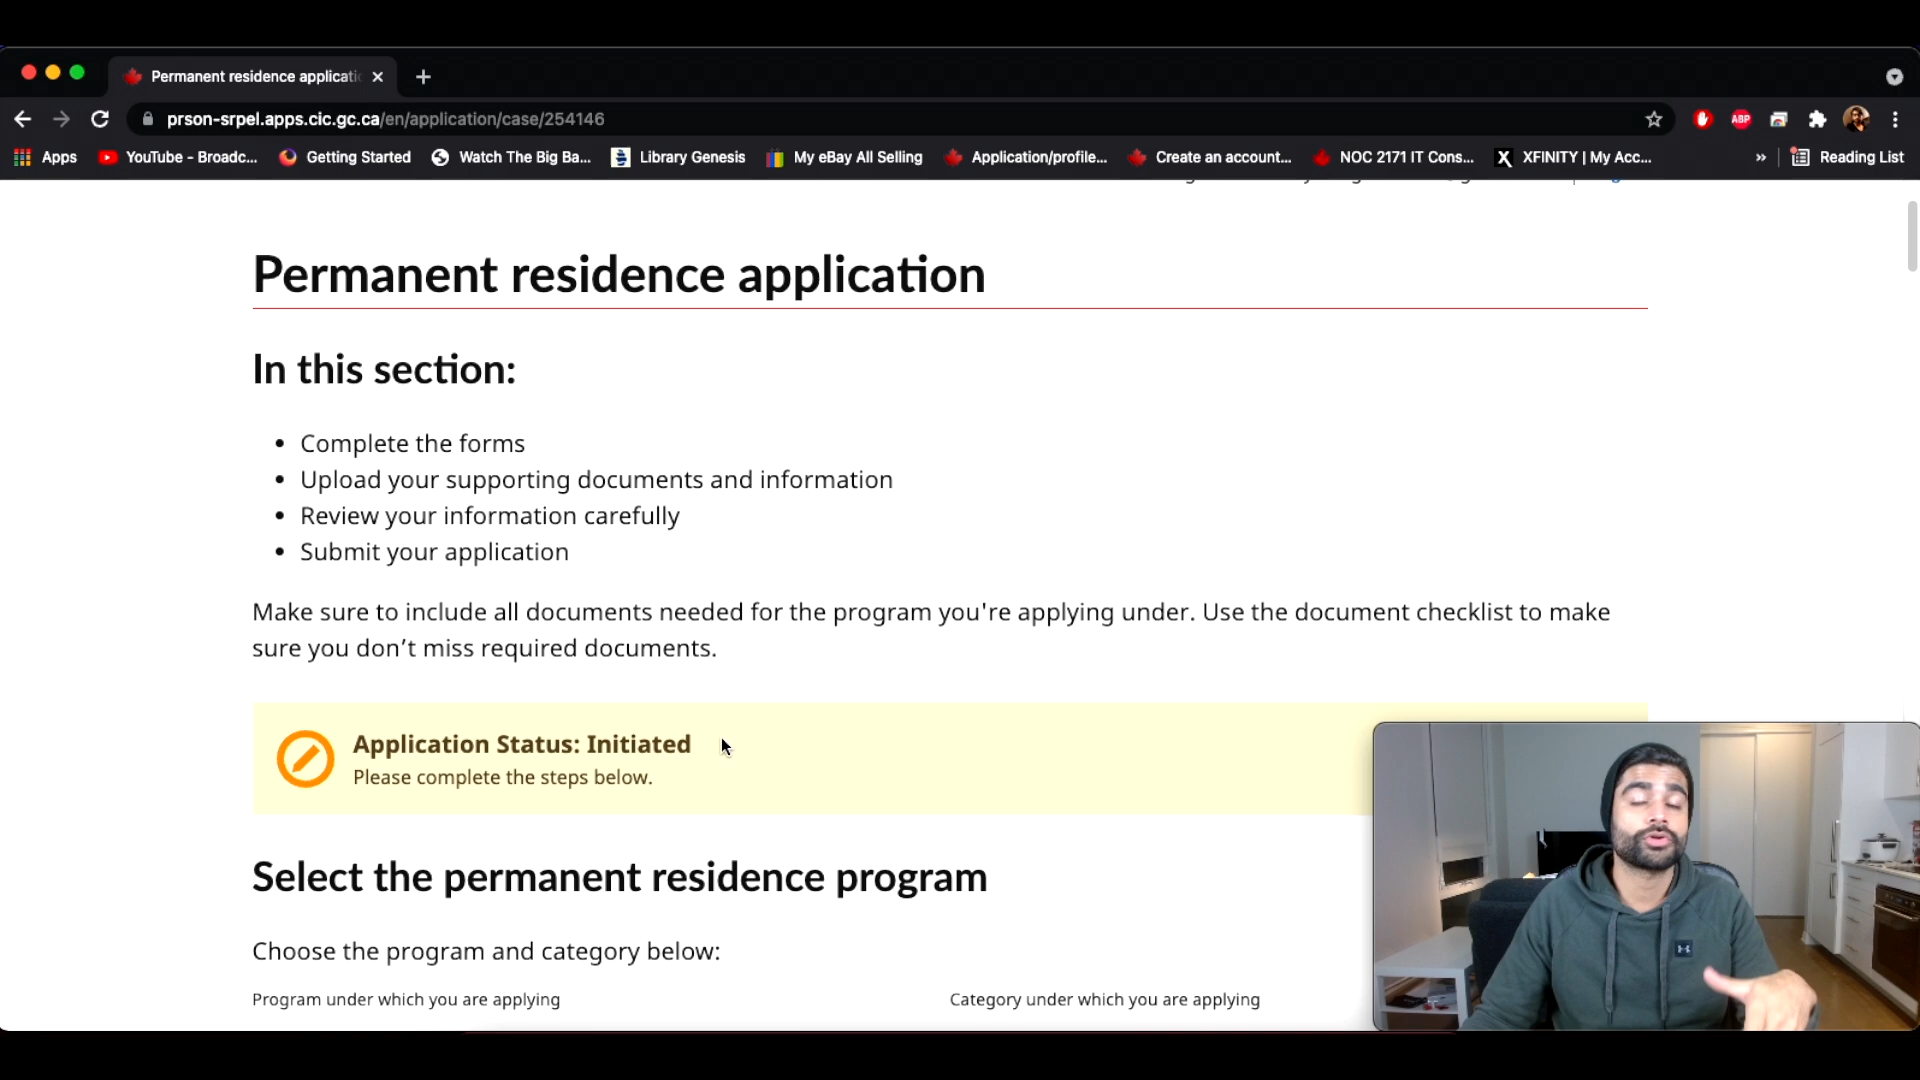 Permanent residence applicati
prson-srpel.apps.cic.gc.ca/en/application/case/254146
ABP
Apps
YouTube - Broadc...
Getting Started
Watch The Big Ba...
Library Genesis
My eBay All Selling
Application/profile...
Create an account...
NOC 2171 IT Cons...
XFINITY | My Acc...
»
Reading List
Permanent residence application
In this section:
• Complete the forms
• Upload your supporting documents and information
• Review your information carefully
• Submit your application
Make sure to include all documents needed for the program you're applying under. Use the document checklist to make
sure you don’t miss required documents.
Application Status: Initiated
Please complete the steps below.
Select the permanent residence program
Choose the program and category below:
Program under which you are applying
Category under which you are applying